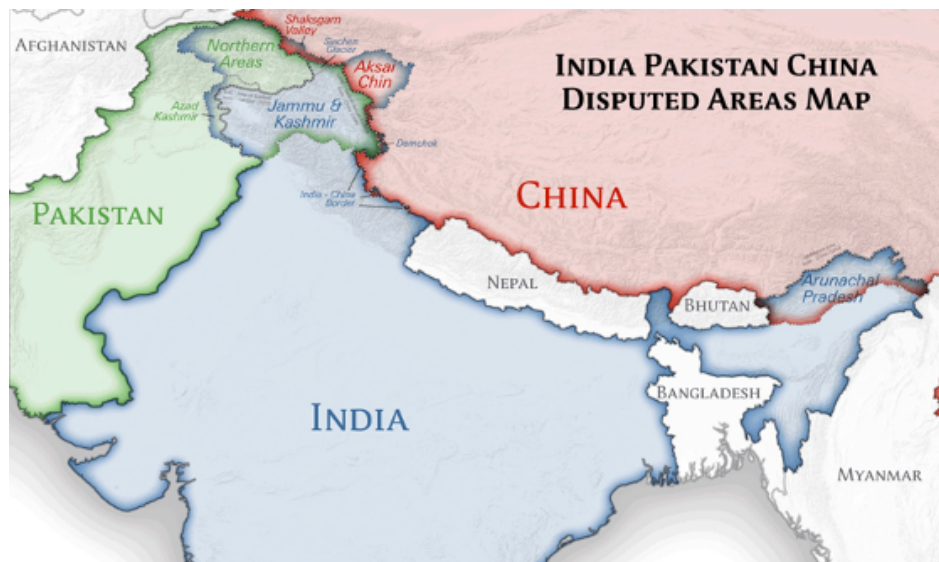 Shaksgam
Valley
Siachen
Glacier
AFGHANISTAN
Northern
Areas
Aksai
Chin
INDIA PAKISTAN CHINA
DISPUTED AREAS MAP
Azad
Kashmir
Jammu &
Kashmir
Demchok
India - China
Border
CHINA
PAKISTAN
NEPAL
BHUTAN
Arunachal
Pradesh
BANGLADESH
INDIA
MYANMAR